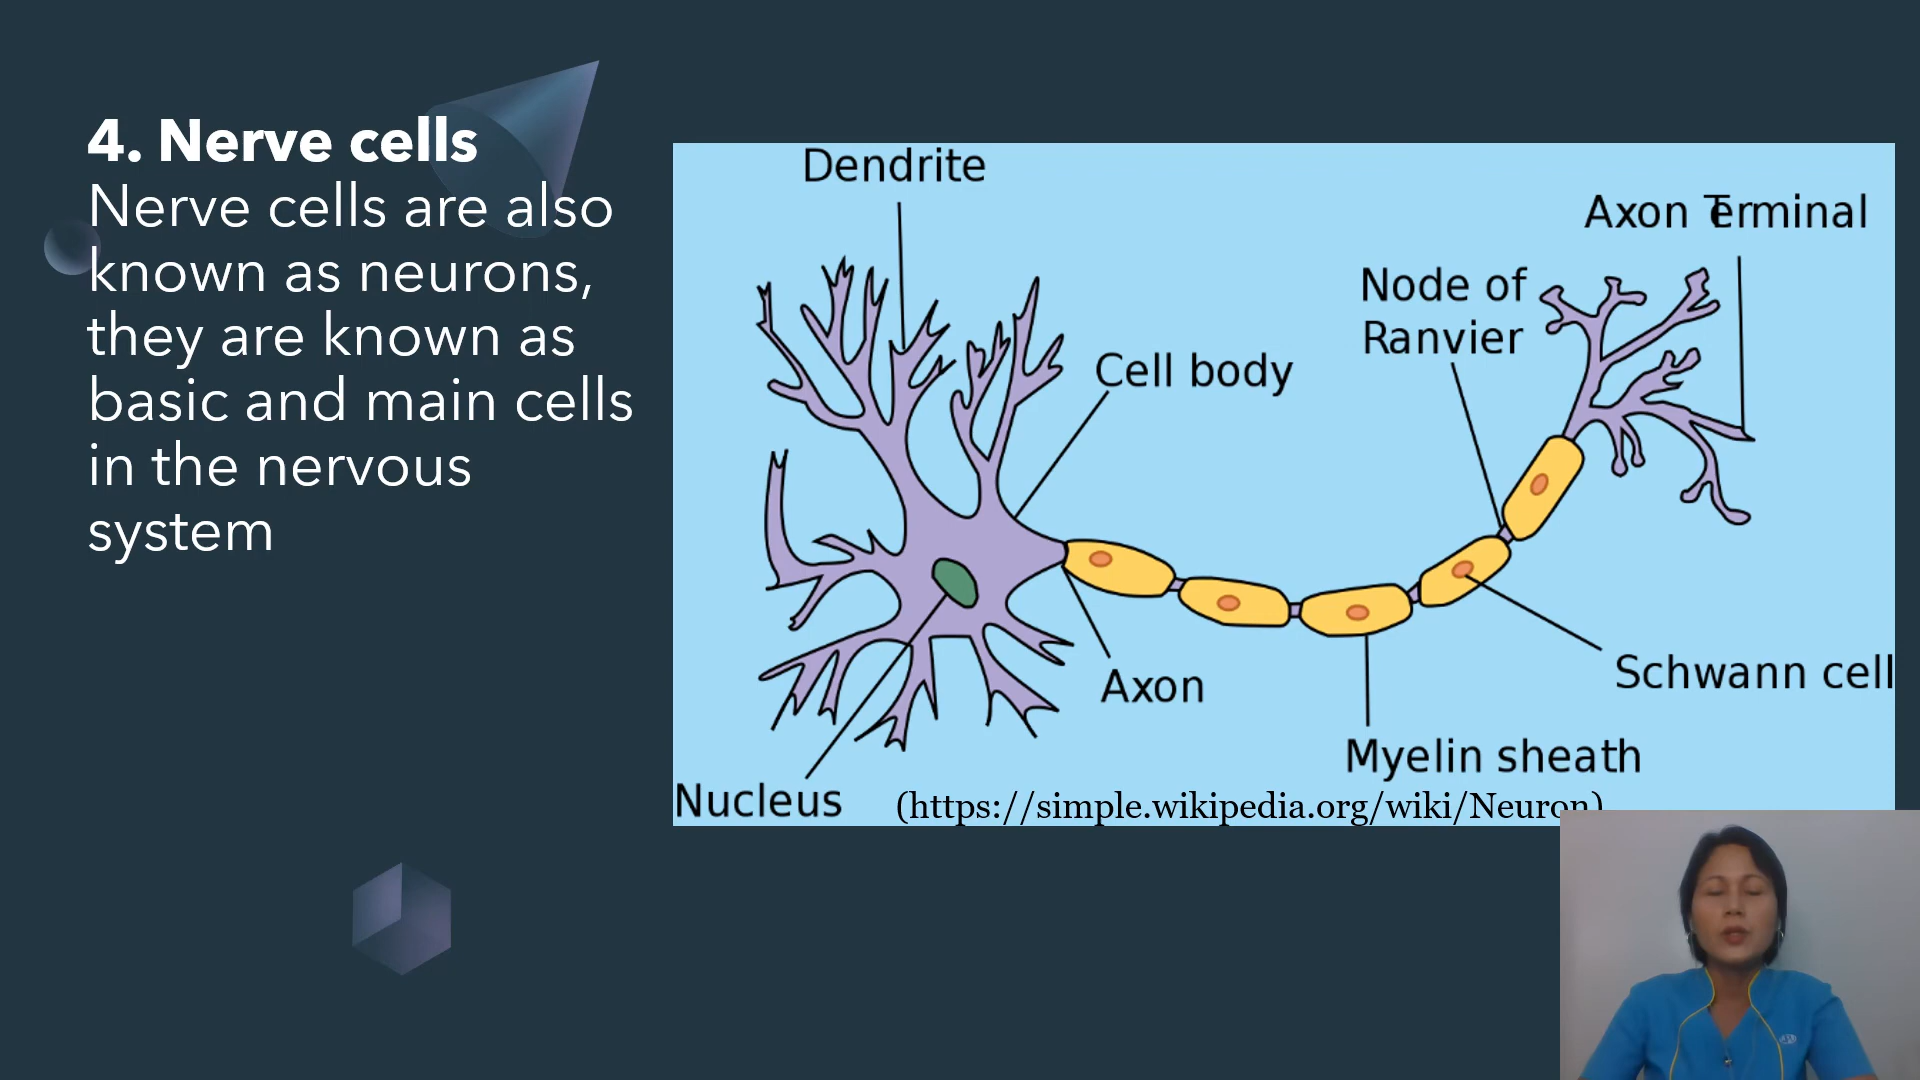 4. Nerve cells
Nerve cells are also
known as neurons,
they are known as
basic and main cells
in the nervous
system
Dendrite
Axon Terminal
Node of
Ranvier
Cell body
Schwann cell
Axon
Myelin sheath
Nucleus
(https://simple.wikipedia.org/wiki/Neuron)